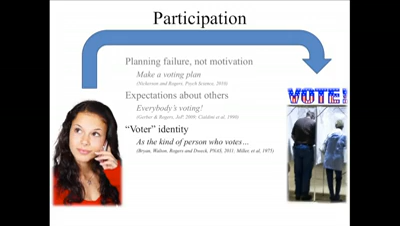 Participation
Planning failure, not motivation
Make a voting plan
(Nickerson and Rogers, Psych Science, 2010)
Expectations about others
Everybody's voting!
(Gerber & Rogers, JoP, 2009; Cialdini et al, 1990)
"Voter" identity
As the kind of person who votes…
(Bryan, Walton, Rogers and Dweck, PNAS, 2011; Miller, et al, 1975)
VOTE!